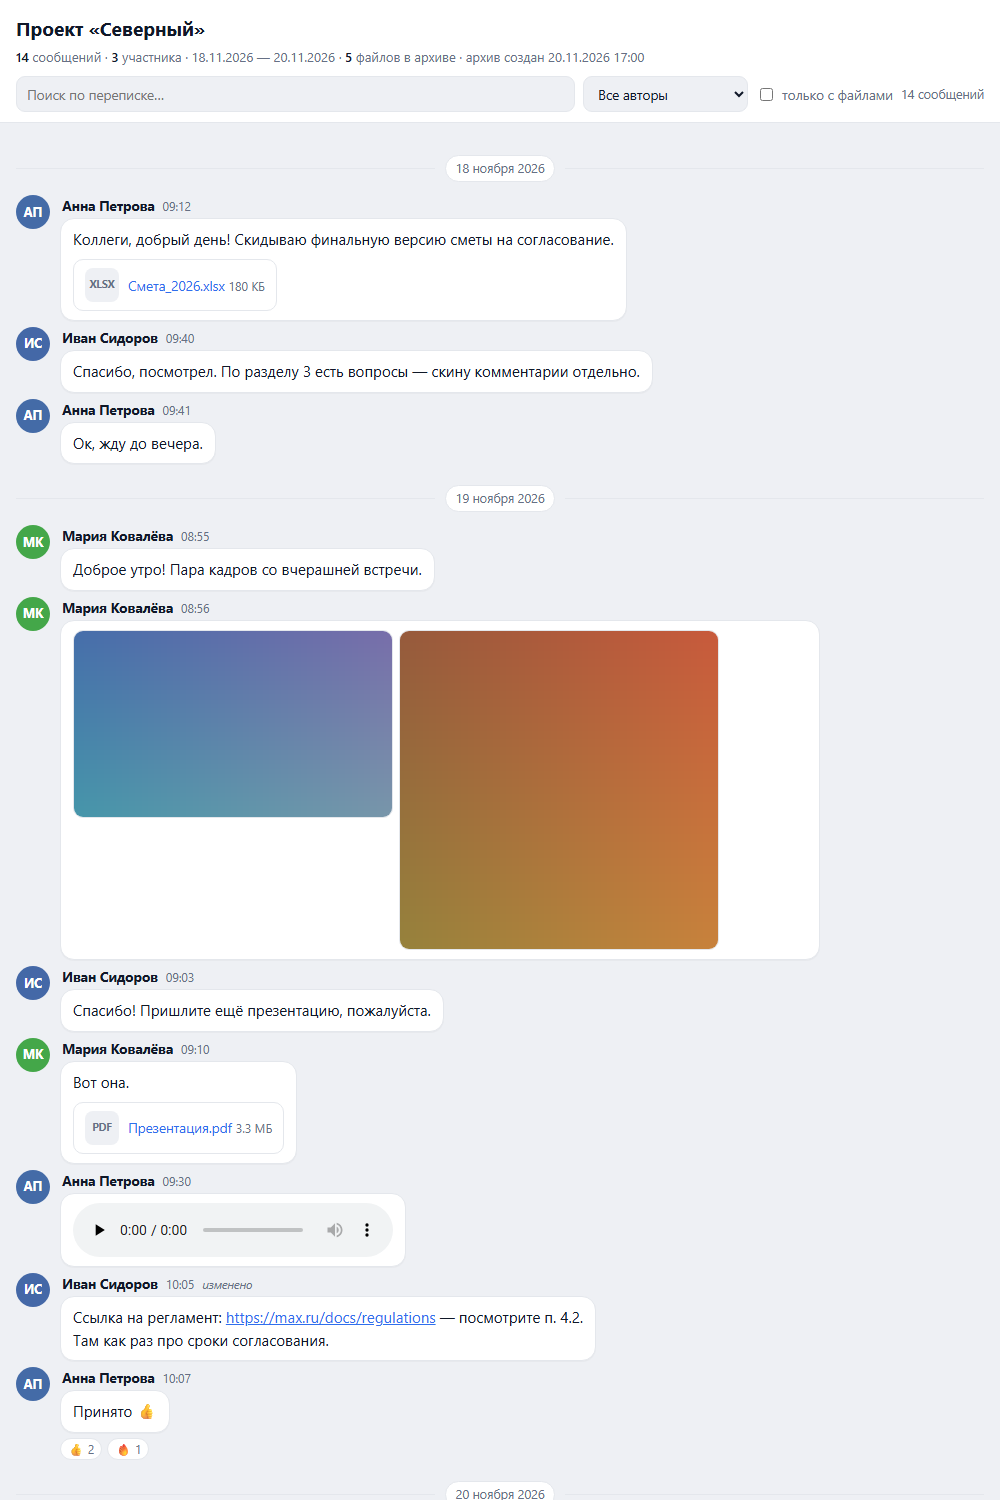 Проект «Северный»
14 сообщений · 3 участника · 18.11.2026 — 20.11.2026 · 5 файлов в архиве · архив создан 20.11.2026 17:00
Поиск по переписке...
Все авторы
только с файлами
14 сообщений
18 ноября 2026
АП
Анна Петрова 09:12
Коллеги, добрый день! Скидываю финальную версию сметы на согласование.
XLSX
Смета_2026.xlsx 180 КБ
ИС
Иван Сидоров 09:40
Спасибо, посмотрел. По разделу 3 есть вопросы — скину комментарии отдельно.
АП
Анна Петрова 09:41
Ок, жду до вечера.
19 ноября 2026
МК
Мария Ковалёва 08:55
Доброе утро! Пара кадров со вчерашней встречи.
МК
Мария Ковалёва 08:56
ИС
Иван Сидоров 09:03
Спасибо! Пришлите ещё презентацию, пожалуйста.
МК
Мария Ковалёва 09:10
Вот она.
PDF
Презентация.pdf 3.3 МБ
АП
Анна Петрова 09:30
0:00 / 0:00
ИС
Иван Сидоров 10:05 изменено
Ссылка на регламент: https://max.ru/docs/regulations — посмотрите п. 4.2.
Там как раз про сроки согласования.
АП
Анна Петрова 10:07
Принято 👍
👍 2 🔥 1
20 ноября 2026